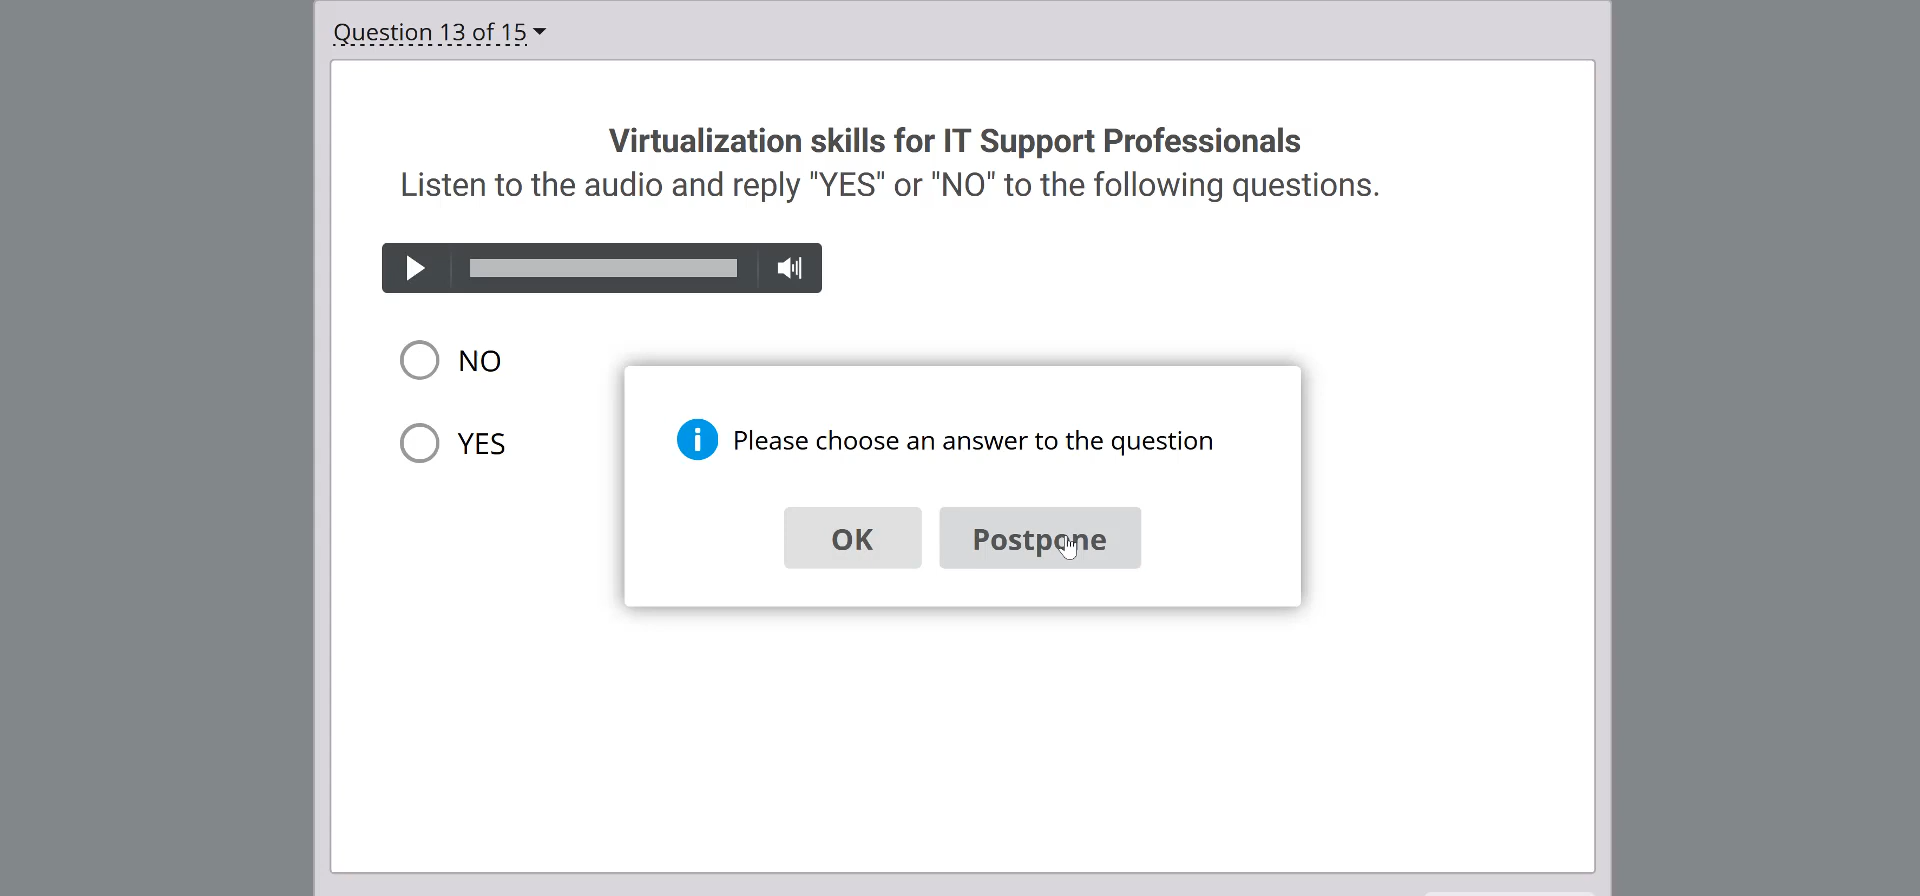 Question 13 of 15
Virtualization skills for IT Support Professionals
Listen to the audio and reply "YES" or "NO" to the following questions.
NO
YES
Please choose an answer to the question
OK
Postpone